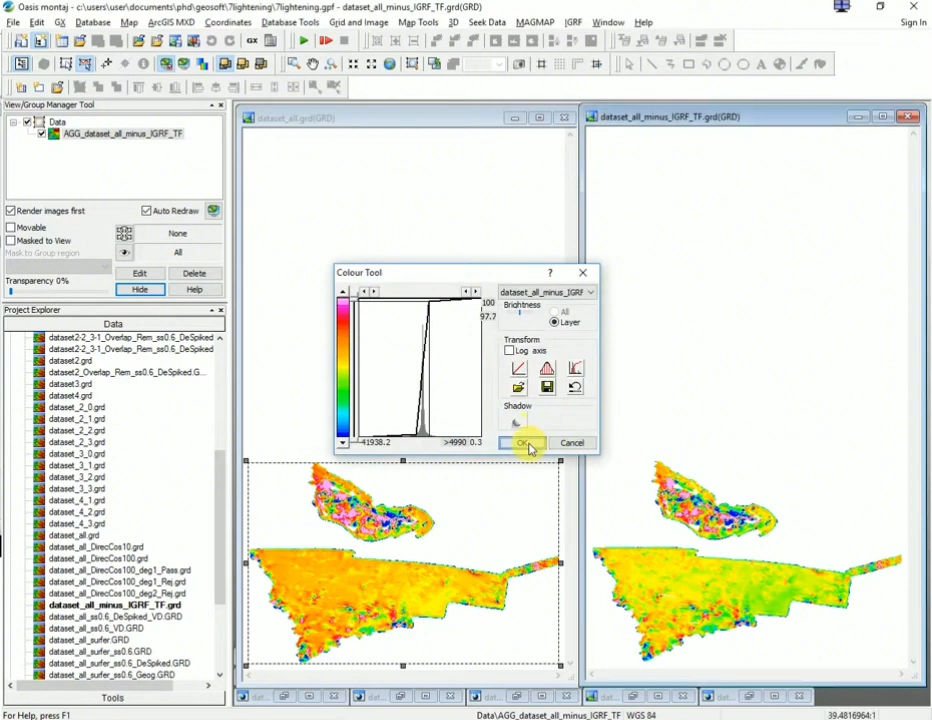 Oasis montaj - c:\users\user\documents\phd\geosoft\7lightening\7lightening.gpf - dataset_all_minus_IGRF_TF.grd
File Edit GX Database Map ArcGIS MXD Coordinates Database Tools Grid and Image Map Tools 3D Seek Data MAGMAP IGRF Window Help
Sign In
GX
View/Group Manager Tool
Data
AGG_dataset_all_minus_IGRF_TF
Render images first
Auto Redraw
Movable
None
Masked to View
Mask to Group region
All
Transparency 0%
Edit
Delete
Hide
Help
Project Explorer
Data
dataset2-2_3-1_Overlap_Rem_ss0.6_DeSpiked
dataset2-2_3-1_Overlap_Rem_ss0.6_DeSpiked
dataset2.grd
dataset2_Overlap_Rem_ss0.6_DeSpiked.G...
dataset3.grd
dataset4.grd
dataset_2_0.grd
dataset_2_1.grd
dataset_2_2.grd
dataset_2_3.grd
dataset_3_0.grd
dataset_3_1.grd
dataset_3_2.grd
dataset_4_1.grd
dataset_4_2.grd
dataset_4_3.grd
dataset_all.grd
dataset_all_DirecCos10.grd
dataset_all_DirecCos100.grd
dataset_all_DirecCos100_deg1_Pass.grd
dataset_all_DirecCos100_deg1_Rej.grd
dataset_all_DirecCos100_deg2_Rej.grd
dataset_all_minus_IGRF_TF.grd
dataset_all_ss0.6_DeSpiked_VD.GRD
dataset_all_ss0.6_VD.GRD
dataset_all_surfer.GRD
dataset_all_surfer_ss0.6.GRD
dataset_all_surfer_ss0.6_DeSpiked.GRD
dataset_all_surfer_ss0.6_Geog.GRD
Tools
dataset_all.grd(GRD)
dataset_all_minus_IGRF_TF.grd(GRD)
Colour Tool
dataset_all_minus_IGRF
Brightness
All
Layer
100
97.7
Transform
Log axis
Shadow
41938.2
>4990 0.3
OK
Cancel
dat...
dat...
dat...
dat...
dat...
For Help, press F1
Data\AGG_dataset_all_minus_IGRF_TF
WGS 84
39.4816964:1